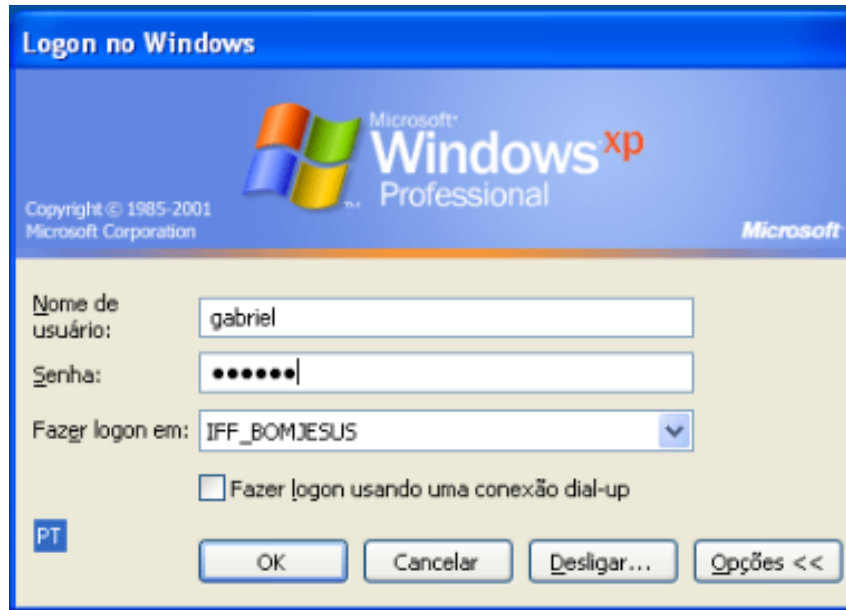 Logon no Windows
Microsoft®
Windows xp
Professional
Copyright © 1985-2001
Microsoft Corporation
Microsoft
Nome de
usuário:
gabriel
Senha:
••••••
Fazer logon em:
IFF_BOMJESUS
Fazer logon usando uma conexão dial-up
PT
OK
Cancelar
Desligar...
Opções <<